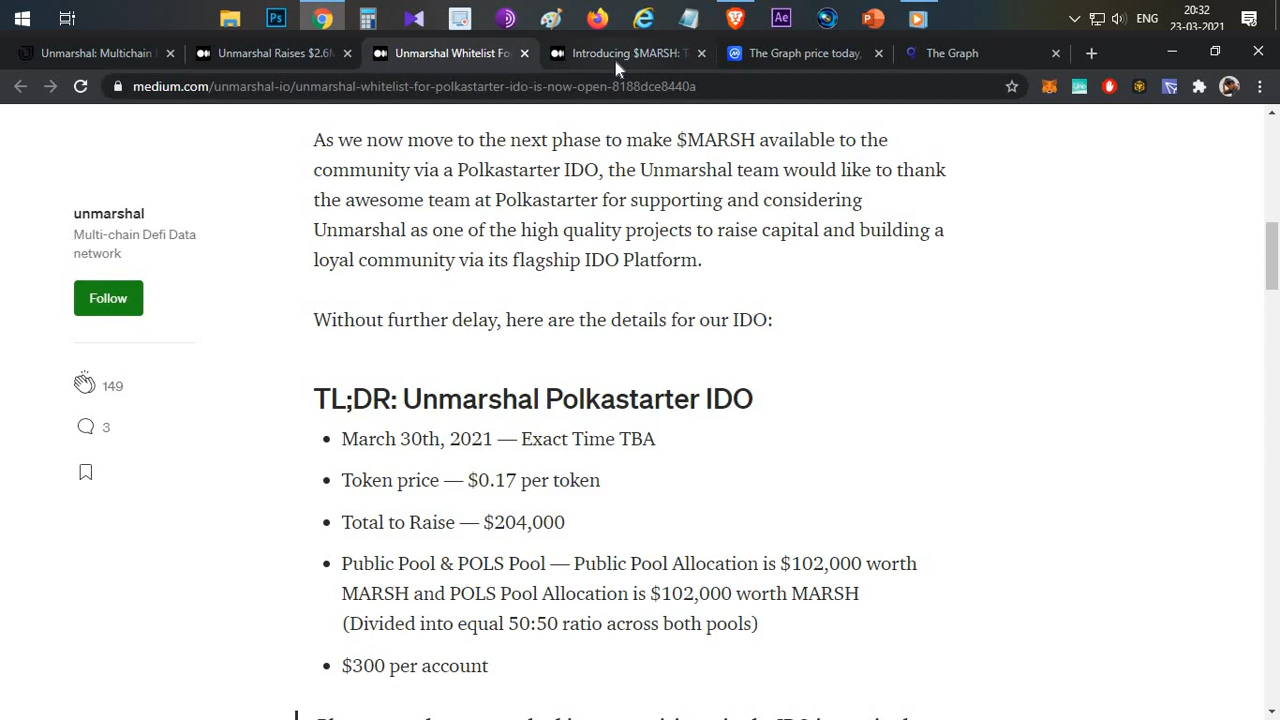 Ps
Ae
ENG
20:32
23-03-2021
Unmarshal: Multichain
Unmarshal Raises $2.6
Unmarshal Whitelist Fo
Introducing $MARSH: T
The Graph price today,
The Graph
medium.com/unmarshal-io/unmarshal-whitelist-for-polkastarter-ido-is-now-open-8188dce8440a
As we now move to the next phase to make $MARSH available to the
community via a Polkastarter IDO, the Unmarshal team would like to thank
the awesome team at Polkastarter for supporting and considering
Unmarshal as one of the high quality projects to raise capital and building a
loyal community via its flagship IDO Platform.
unmarshal
Multi-chain Defi Data
network
Follow
149
3
Without further delay, here are the details for our IDO:
TL;DR: Unmarshal Polkastarter IDO
• March 30th, 2021 — Exact Time TBA
• Token price — $0.17 per token
• Total to Raise — $204,000
• Public Pool & POLS Pool — Public Pool Allocation is $102,000 worth
MARSH and POLS Pool Allocation is $102,000 worth MARSH
(Divided into equal 50:50 ratio across both pools)
• $300 per account